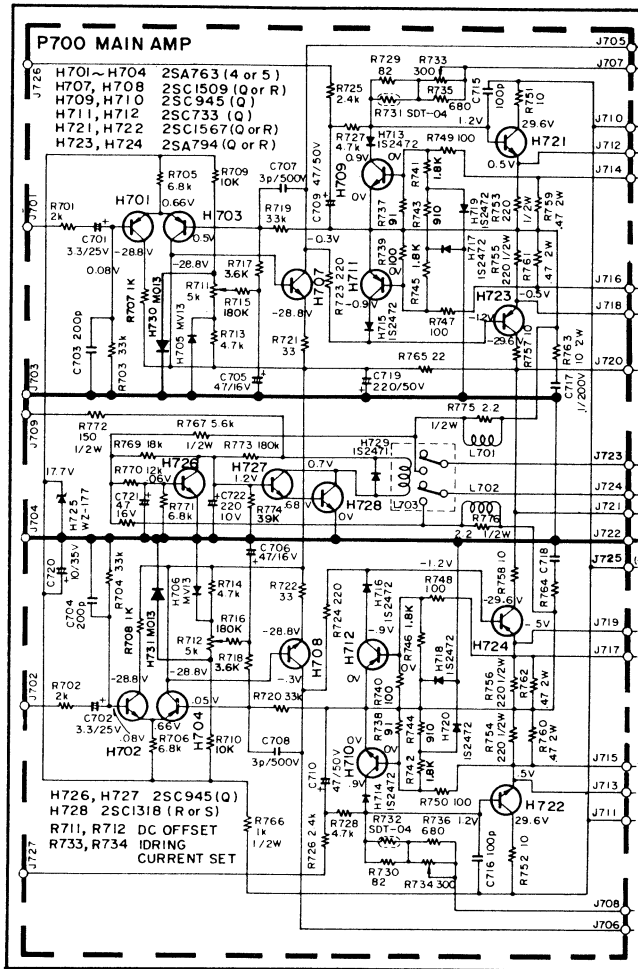 P700 MAIN AMP
H701~H704 2SA763 (4 or 5)
H707, H708 2SC1509 (Q or R)
H709, H710 2SC945 (Q)
H711, H712 2SC733 (Q)
H721, H722 2SC1567 (Q or R)
H723, H724 2SA794 (Q or R)
J726
J705
J707
J710
J712
J714
J716
J718
J720
J723
J724
J721
J722
J725
J719
J717
J715
J713
J711
J708
J706
J701
J703
J709
J704
J702
J727
R725
2.4k
R729
82
R733
300
R735
680
R731 SDT-04
C715
100p
R751 10
29.6V
H721
1.2V
0.5V
R727
4.7k
0.9V
H713
1S2472
0V
R749 100
R741
1.8K
R705
6.8k
R709
10K
C707
3p/500V
C709 47/50V
H709
0V
R737
91
R743
910
H719
1S2472
R753
220
1/2W
R759
.47 2W
R701
2k
C701
3.3/25V
H701
0.66V
H703
0.5V
R719
33k
-0.3V
-28.8V
0.08V
-28.8V
R717
3.6K
R711
5k
R715
180K
R713
4.7k
R707 1K
H730 M013
H705 MV13
C703 200p
R703 33k
H707
-28.8V
R721
33
R723 220
H711
-0.9V
0V
R739
100
R745
1.8K
H717
1S2472
H715
1S2472
R747
100
R755
220 1/2W
R761
.47 2W
H723
-0.5V
-1.2V
-29.6V
R757 10
R763
10 2W
C717
.1/200V
C705
47/16V
C719
220/50V
R765 22
R772
150
1/2W
R767 5.6k
1/2W
R769 18k
R773 180k
R770 12k
.06V
H726
H727
1.2V
0.7V
H729
1S2471
R775 2.2
1/2W
L701
L702
L703
R776
2.2 1/2W
17.7V
H725
WZ-177
C721
47
16V
R771
6.8k
C722
220
10V
R774
39K
.68V
H728
0V
C706
47/16V
C720
10/35V
C704
200p
R704 33k
R708 1K
H731 M013
H706
MV13
R714
4.7k
R716
180K
R712
5k
R718
3.6K
-28.8V
-28.8V
R722
33
R724 220
H708
-.3V
-1.2V
H716
1S2472
R748
100
-.9V
H712
0V
R746 1.8K
H718
1S2472
-29.6V
R758 10
H724
-.5V
C718
R764
R702
2k
C702
3.3/25V
-28.8V
H702
.08V
.66V
R706
6.8k
H704
.05V
R710
10K
R720 33k
C708
3p/500V
C710
47/50V
R740
100
R738
91
0V
H710
.9V
H714
1S2472
R744
910
R742
1.8K
H720
1S2472
R750 100
R756
220 1/2W
R762
.47 2W
R754
220 1/2W
R760
.47 2W
.5V
H722
29.6V
R752 10
H726, H727 2SC945 (Q)
H728 2SC1318 (R or S)
R711, R712 DC OFFSET
R733, R734 IDRING
CURRENT SET
R766
1k
1/2W
R726 2.4k
R728
4.7k
R732
SDT-04
R736
680
1.2V
R730
82
R734 300
C716 100p